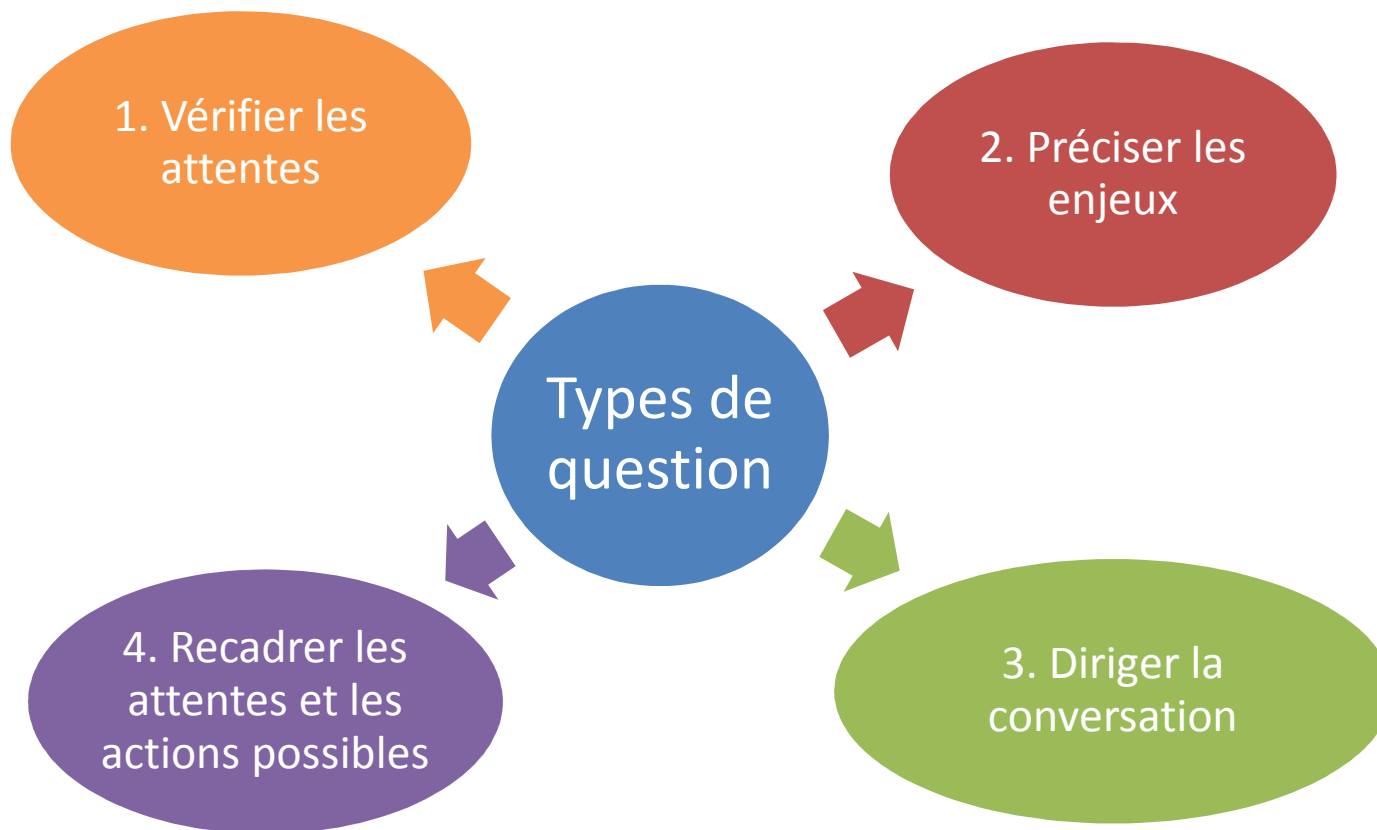 1. Vérifier les
attentes
2. Préciser les
enjeux
Types de
question
3. Diriger la
conversation
4. Recadrer les
attentes et les
actions possibles